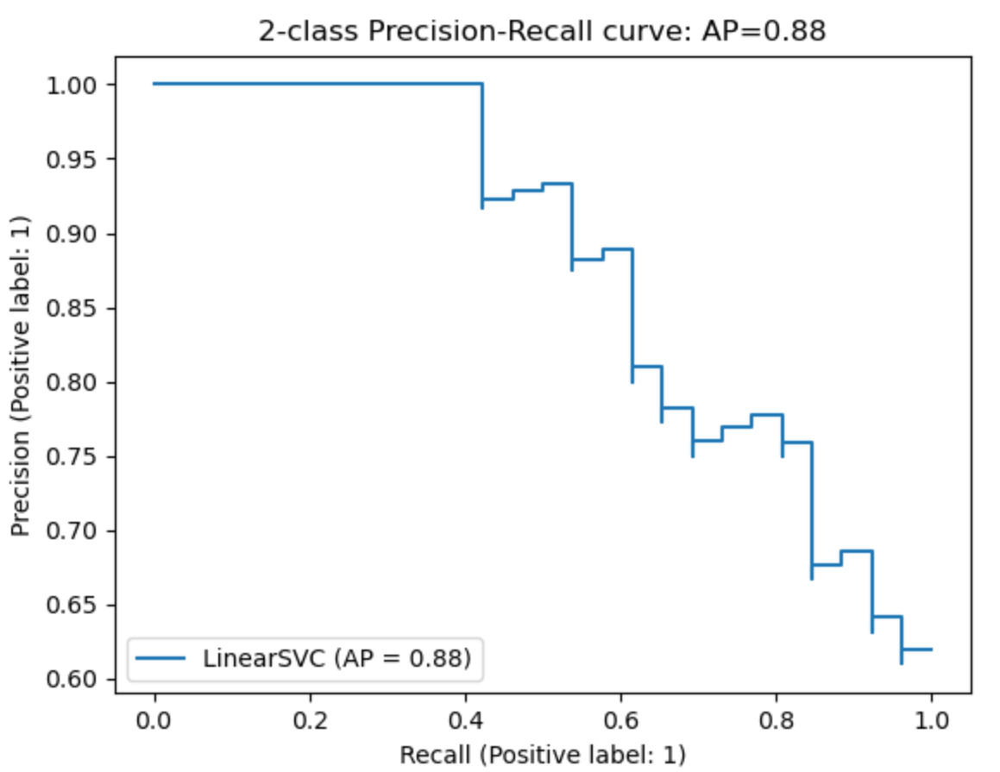 2-class Precision-Recall curve: AP=0.88
1.00
0.95
0.90
0.85
0.80
0.75
0.70
0.65
0.60
Precision (Positive label: 1)
LinearSVC (AP = 0.88)
0.0 0.2 0.4 0.6 0.8 1.0
Recall (Positive label: 1)